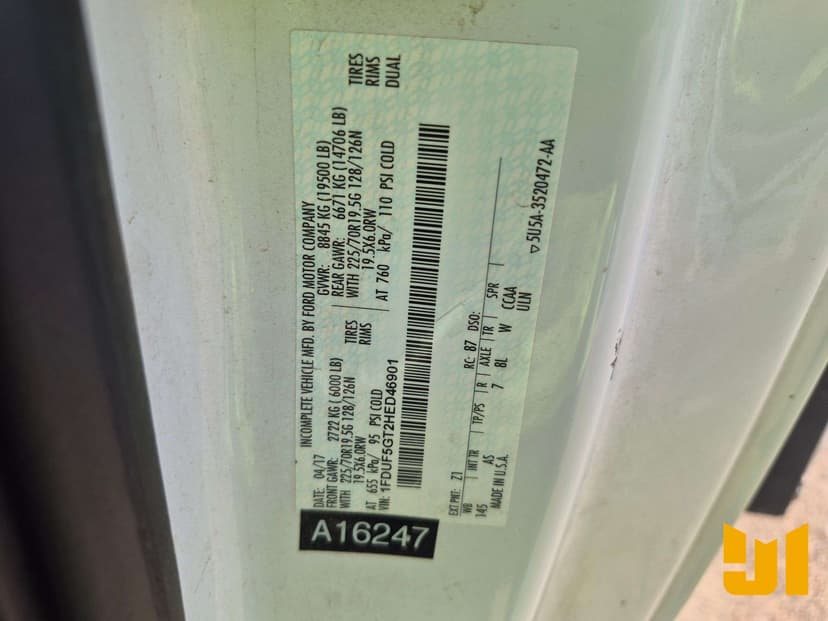 INCOMPLETE VEHICLE MFD. BY FORD MOTOR COMPANY
DATE: 04/17 GVWR: 8845 KG (19500 LB)
FRONT GAWR: 2722 KG ( 6000 LB) REAR GAWR: 6671 KG (14706 LB)
WITH 225/70R19.5G 128/126N TIRES WITH 225/70R19.5G 128/126N TIRES
19.5X6.0RW RIMS 19.5X6.0RW RIMS
AT 655 kPa/ 95 PSI COLD AT 760 kPa/ 110 PSI COLD DUAL
VIN: 1FDUF5GT2HED46901
EXT PNT: Z1 RC: 87 DSO:
WB INT TR TP/PS R AXLE TR SPR
145 AS 7 8L W CCAA
MADE IN U.S.A. ULN
▽5U5A-3520472-AA
A16247